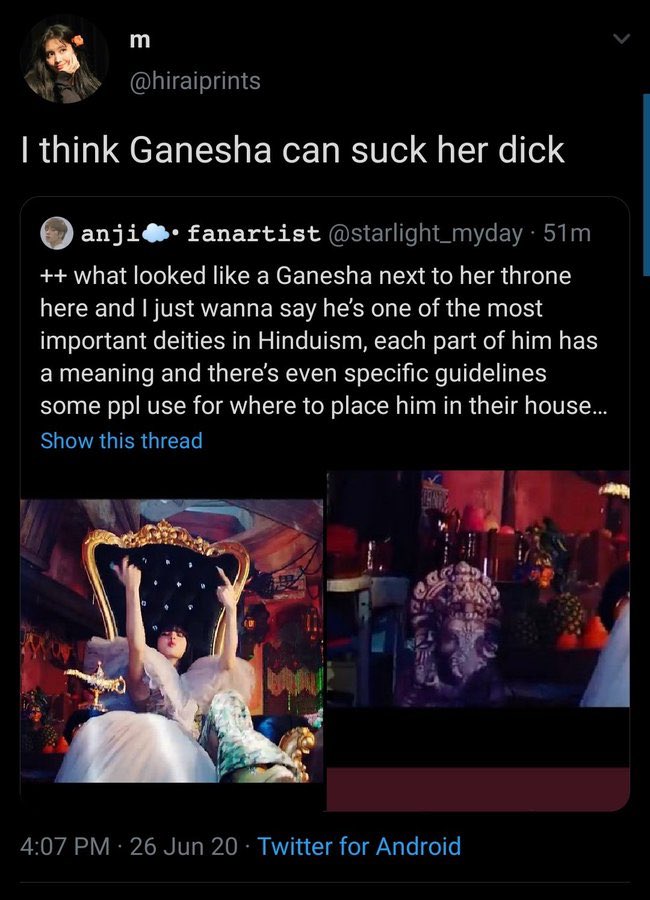 m
@hiraiprints
I think Ganesha can suck her dick
anji☁️• fanartist @starlight_myday · 51m
++ what looked like a Ganesha next to her throne
here and I just wanna say he’s one of the most
important deities in Hinduism, each part of him has
a meaning and there’s even specific guidelines
some ppl use for where to place him in their house...
Show this thread
4:07 PM · 26 Jun 20 · Twitter for Android